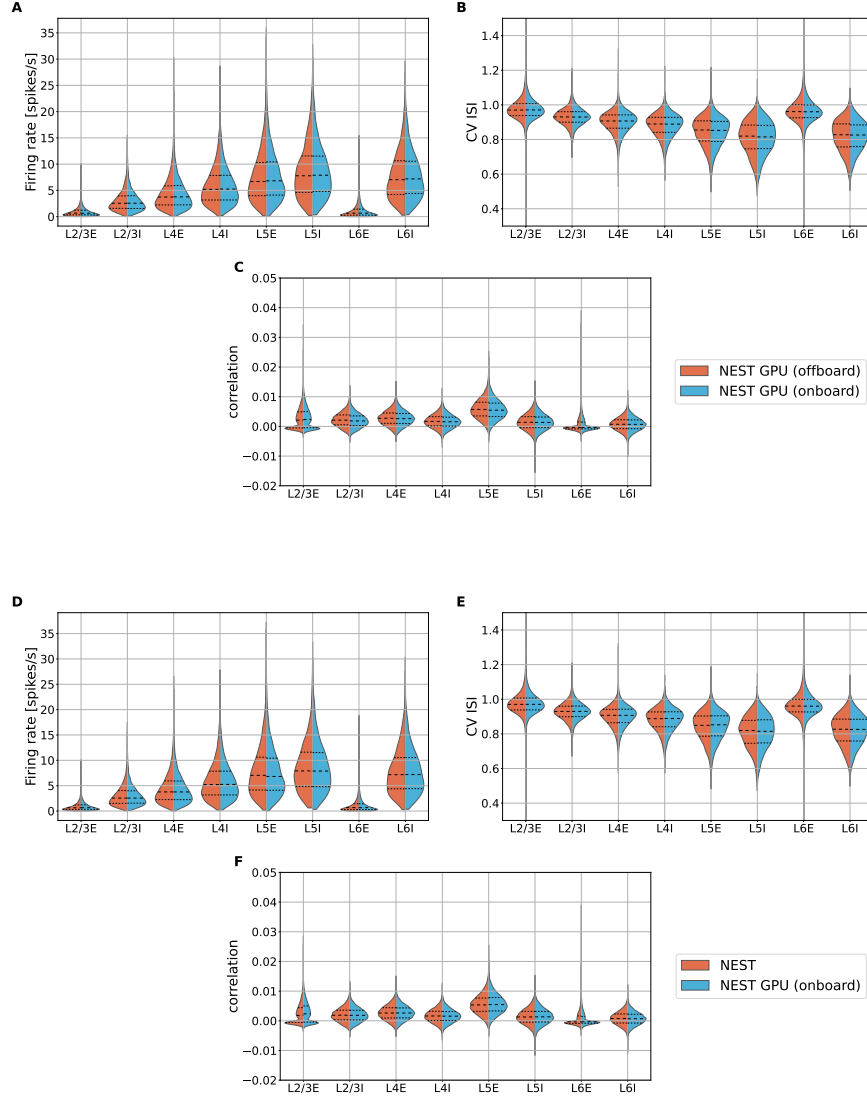 A
Firing rate [spikes/s]
35
30
25
20
15
10
5
0
L2/3E L2/3I L4E L4I L5E L5I L6E L6I
B
CV ISI
1.4
1.2
1.0
0.8
0.6
0.4
L2/3E L2/3I L4E L4I L5E L5I L6E L6I
C
correlation
0.05
0.04
0.03
0.02
0.01
0.00
−0.01
−0.02
L2/3E L2/3I L4E L4I L5E L5I L6E L6I
NEST GPU (offboard)
NEST GPU (onboard)
D
Firing rate [spikes/s]
35
30
25
20
15
10
5
0
L2/3E L2/3I L4E L4I L5E L5I L6E L6I
E
CV ISI
1.4
1.2
1.0
0.8
0.6
0.4
L2/3E L2/3I L4E L4I L5E L5I L6E L6I
F
correlation
0.05
0.04
0.03
0.02
0.01
0.00
−0.01
−0.02
L2/3E L2/3I L4E L4I L5E L5I L6E L6I
NEST
NEST GPU (onboard)